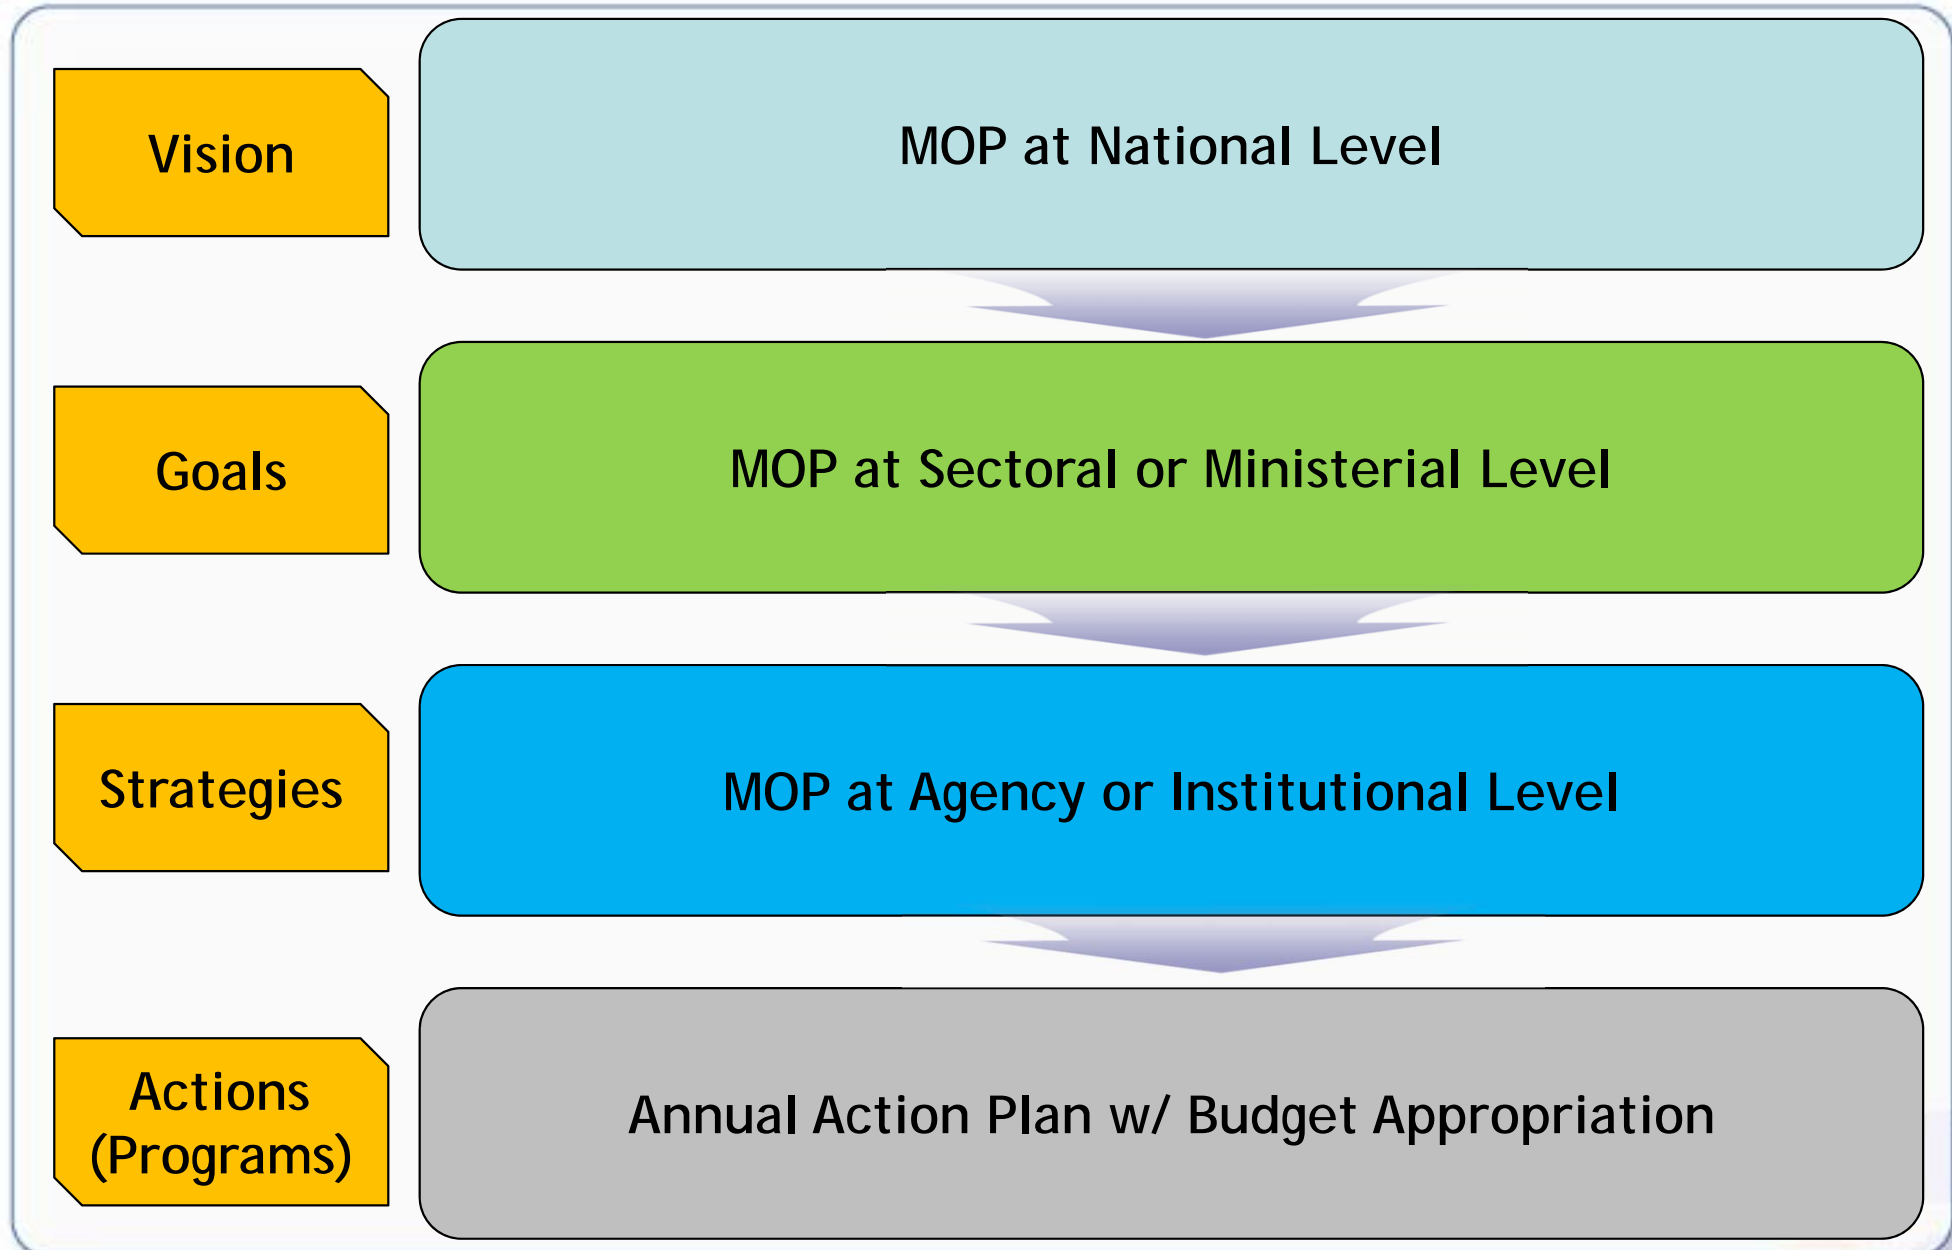 Vision
MOP at National Level
Goals
MOP at Sectoral or Ministerial Level
Strategies
MOP at Agency or Institutional Level
Actions
(Programs)
Annual Action Plan w/ Budget Appropriation